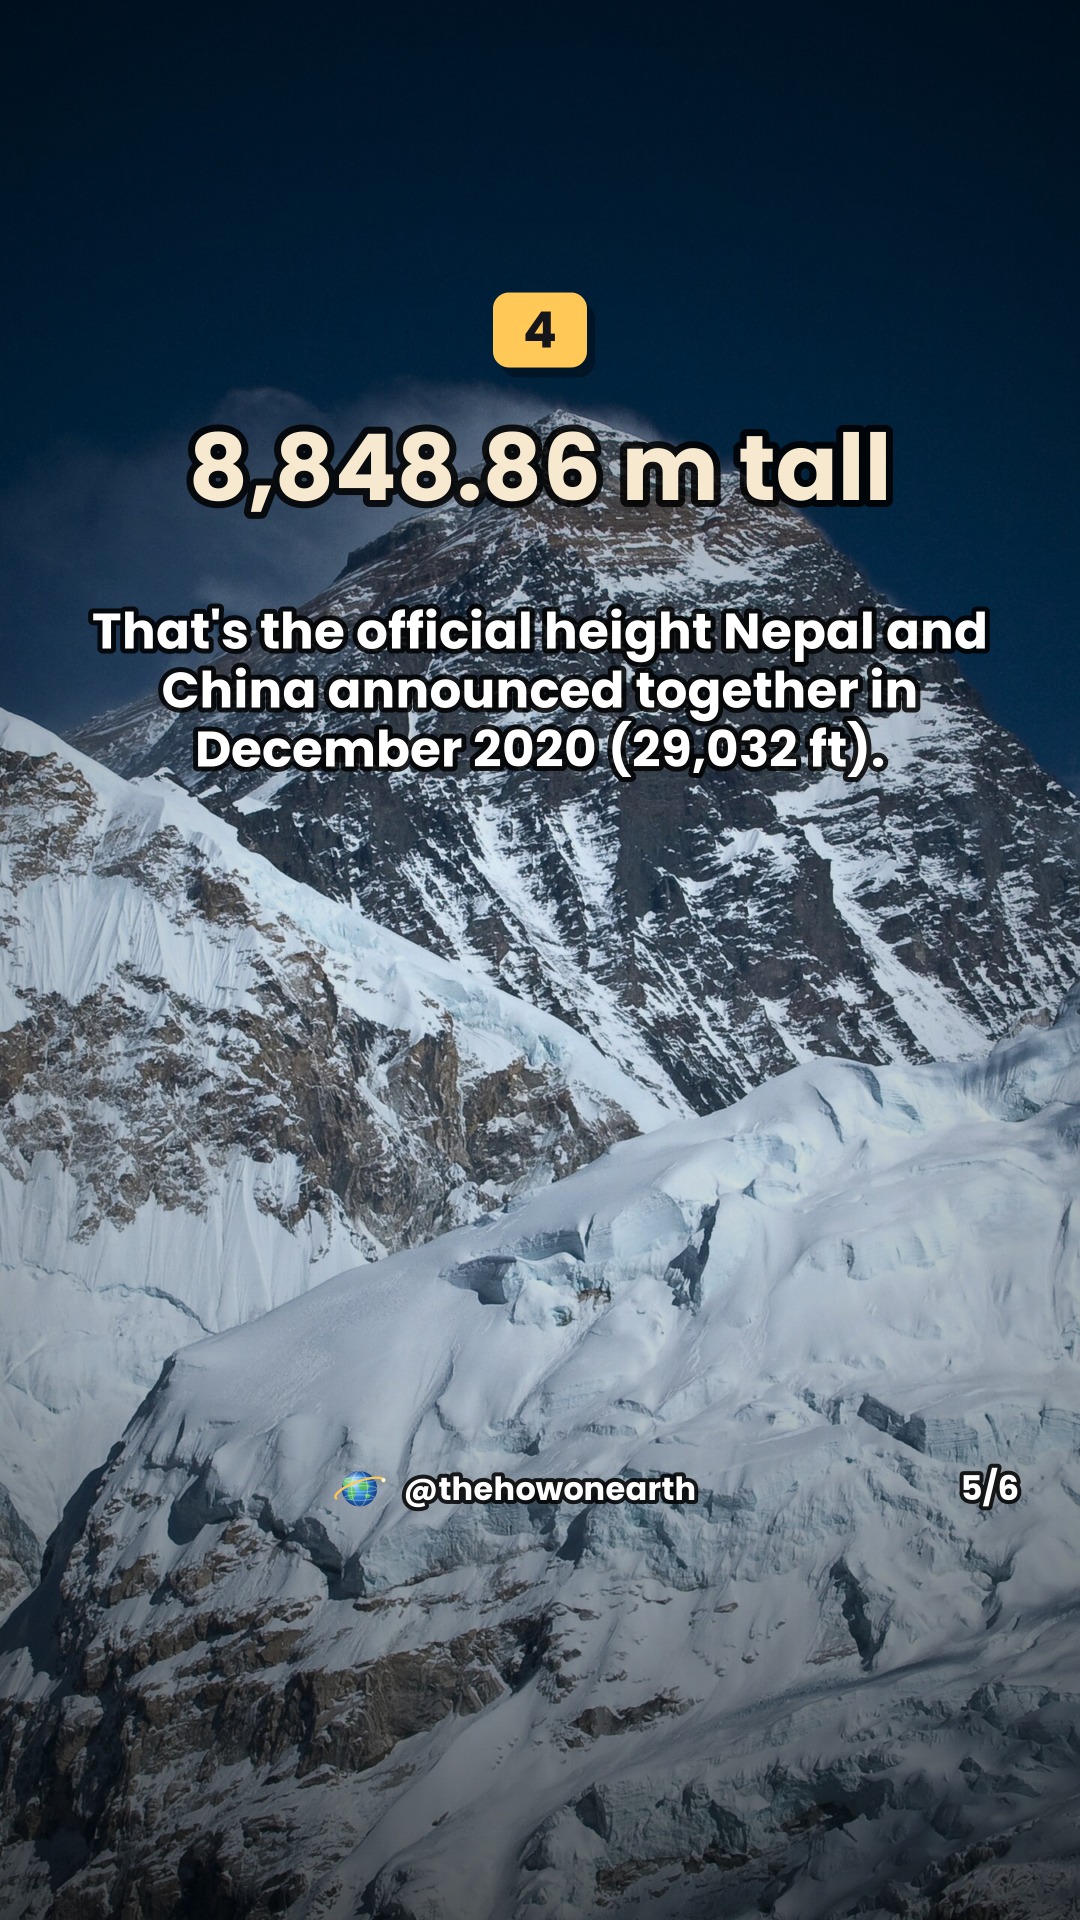 4
8,848.86 m tall
That's the official height Nepal and
China announced together in
December 2020 (29,032 ft).
@thehowonearth
5/6